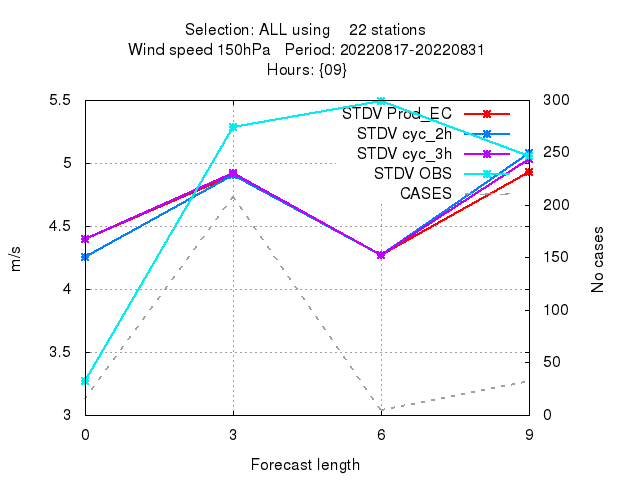 Selection: ALL using 22 stations
Wind speed 150hPa Period: 20220817-20220831
Hours: {09}
5.5
5
4.5
4
3.5
3
m/s
STDV Prod_EC
STDV cyc_2h
STDV cyc_3h
STDV OBS
CASES
300
250
200
150
100
50
0
No cases
0 3 6 9
Forecast length